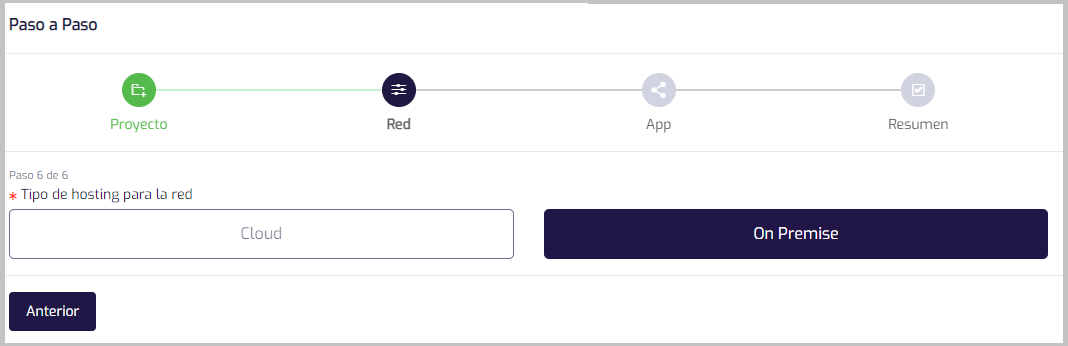 Paso a Paso
Proyecto
Red
App
Resumen
Paso 6 de 6
* Tipo de hosting para la red
Cloud
On Premise
Anterior